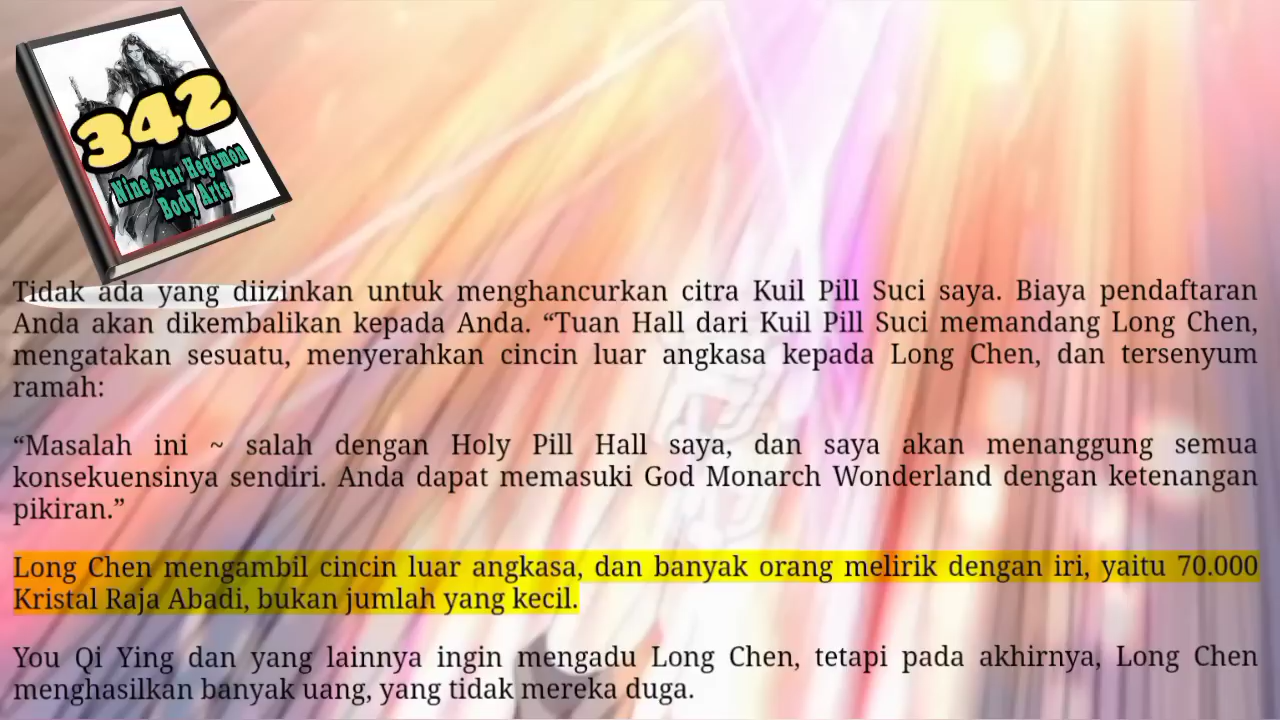 342
Nine Star Hegemon
Body Arts
Tidak ada yang diizinkan untuk menghancurkan citra Kuil Pill Suci saya. Biaya pendaftaran
Anda akan dikembalikan kepada Anda. “Tuan Hall dari Kuil Pill Suci memandang Long Chen,
mengatakan sesuatu, menyerahkan cincin luar angkasa kepada Long Chen, dan tersenyum
ramah:
“Masalah ini ~ salah dengan Holy Pill Hall saya, dan saya akan menanggung semua
konsekuensinya sendiri. Anda dapat memasuki God Monarch Wonderland dengan ketenangan
pikiran.”
Long Chen mengambil cincin luar angkasa, dan banyak orang melirik dengan iri, yaitu 70.000
Kristal Raja Abadi, bukan jumlah yang kecil.
You Qi Ying dan yang lainnya ingin mengadu Long Chen, tetapi pada akhirnya, Long Chen
menghasilkan banyak uang, yang tidak mereka duga.